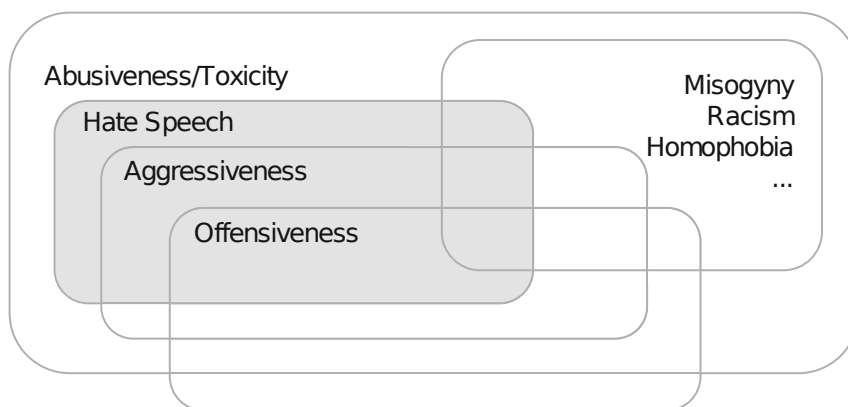 Abusiveness/Toxicity
Hate Speech
Aggressiveness
Offensiveness
Misogyny
Racism
Homophobia
...